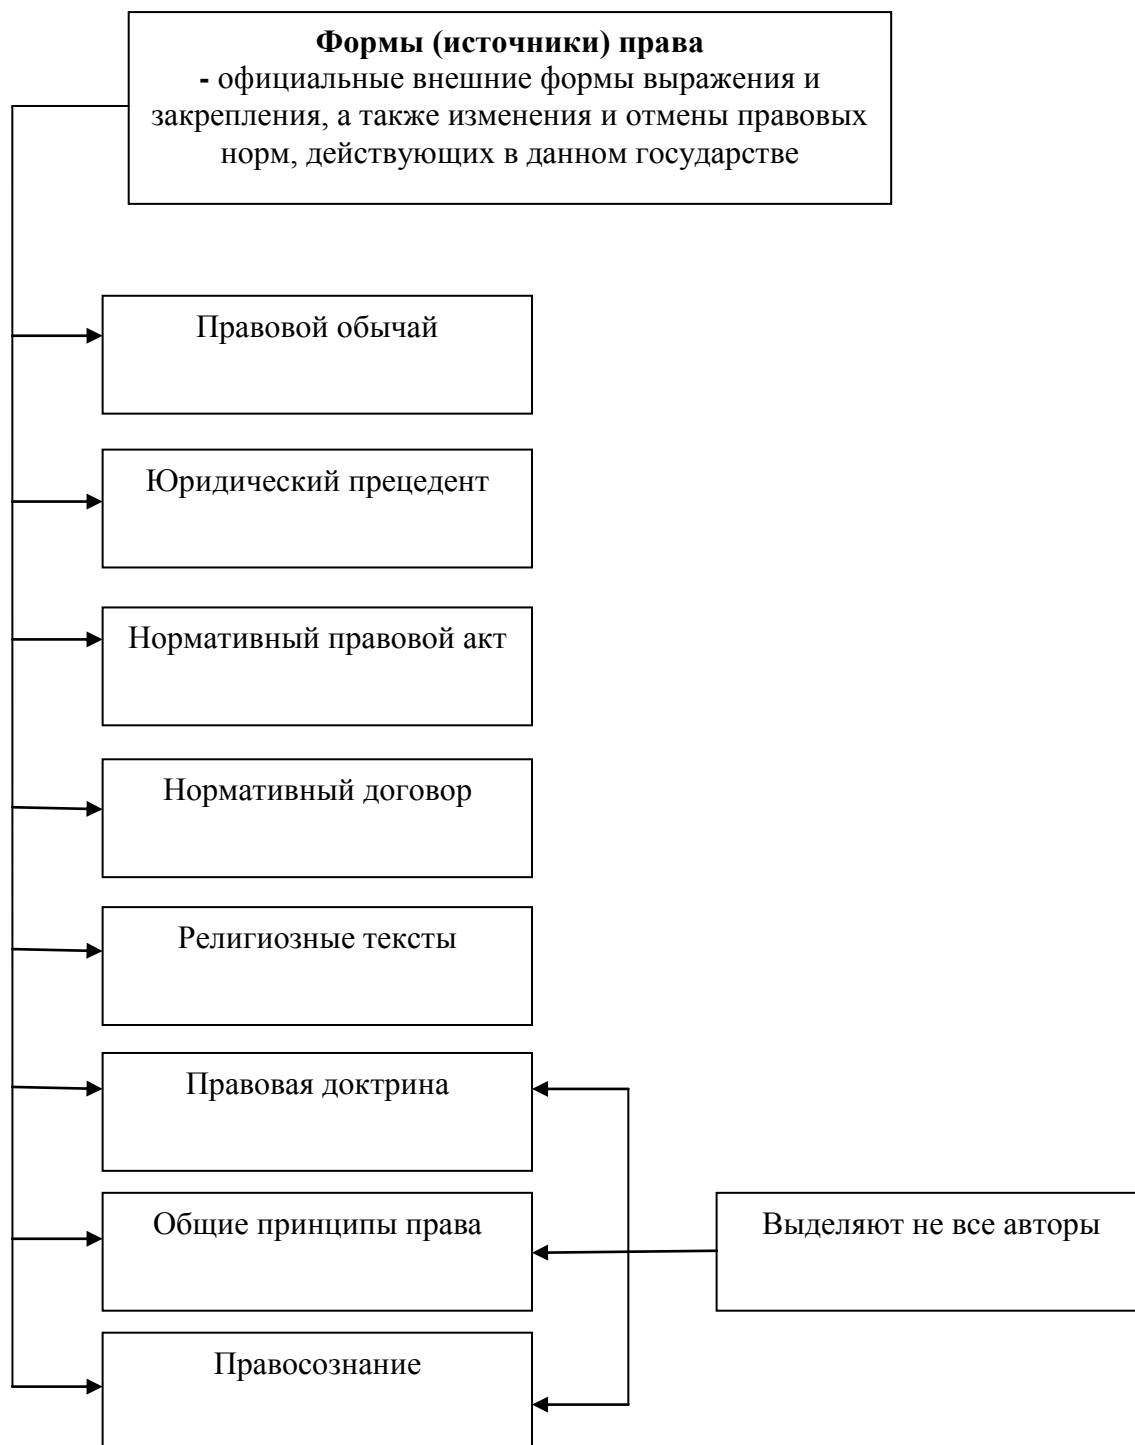 Формы (источники) права
- официальные внешние формы выражения и
закрепления, а также изменения и отмены правовых
норм, действующих в данном государстве
Правовой обычай
Юридический прецедент
Нормативный правовой акт
Нормативный договор
Религиозные тексты
Правовая доктрина
Общие принципы права
Выделяют не все авторы
Правосознание